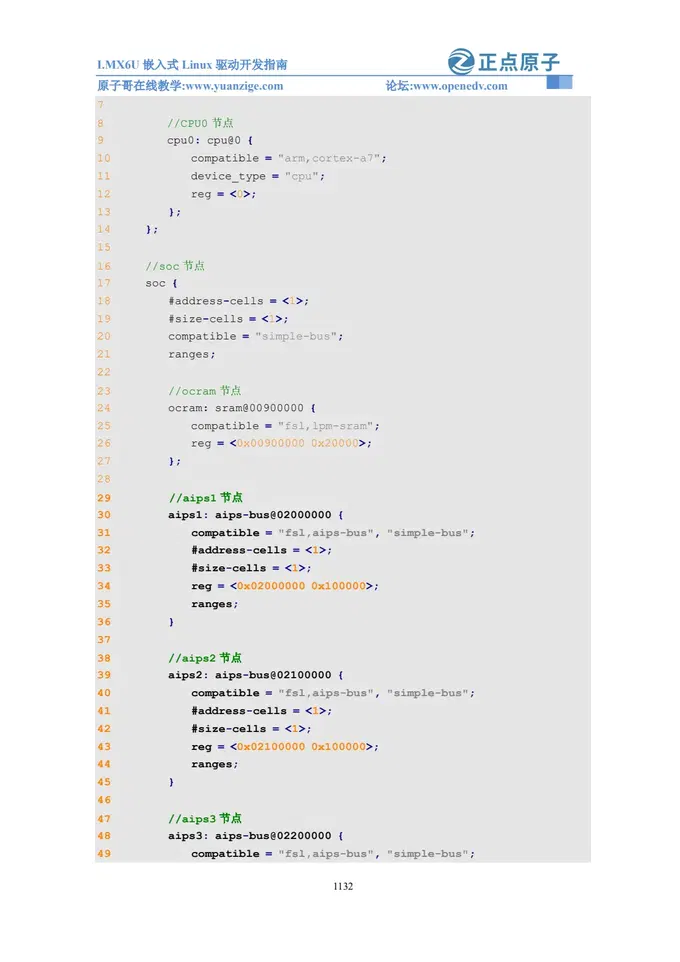 I.MX6U 嵌入式 Linux 驱动开发指南
正点原子
原子哥在线教学:www.yuanzige.com 论坛:www.openedv.com
7
8 //CPU0 节点
9 cpu0: cpu@0 {
10 compatible = "arm,cortex-a7";
11 device_type = "cpu";
12 reg = <0>;
13 };
14 };
15
16 //soc 节点
17 soc {
18 #address-cells = <1>;
19 #size-cells = <1>;
20 compatible = "simple-bus";
21 ranges;
22
23 //ocram 节点
24 ocram: sram@00900000 {
25 compatible = "fsl,lpm-sram";
26 reg = <0x00900000 0x20000>;
27 };
28
29 //aips1 节点
30 aips1: aips-bus@02000000 {
31 compatible = "fsl,aips-bus", "simple-bus";
32 #address-cells = <1>;
33 #size-cells = <1>;
34 reg = <0x02000000 0x100000>;
35 ranges;
36 }
37
38 //aips2 节点
39 aips2: aips-bus@02100000 {
40 compatible = "fsl,aips-bus", "simple-bus";
41 #address-cells = <1>;
42 #size-cells = <1>;
43 reg = <0x02100000 0x100000>;
44 ranges;
45 }
46
47 //aips3 节点
48 aips3: aips-bus@02200000 {
49 compatible = "fsl,aips-bus", "simple-bus";
1132